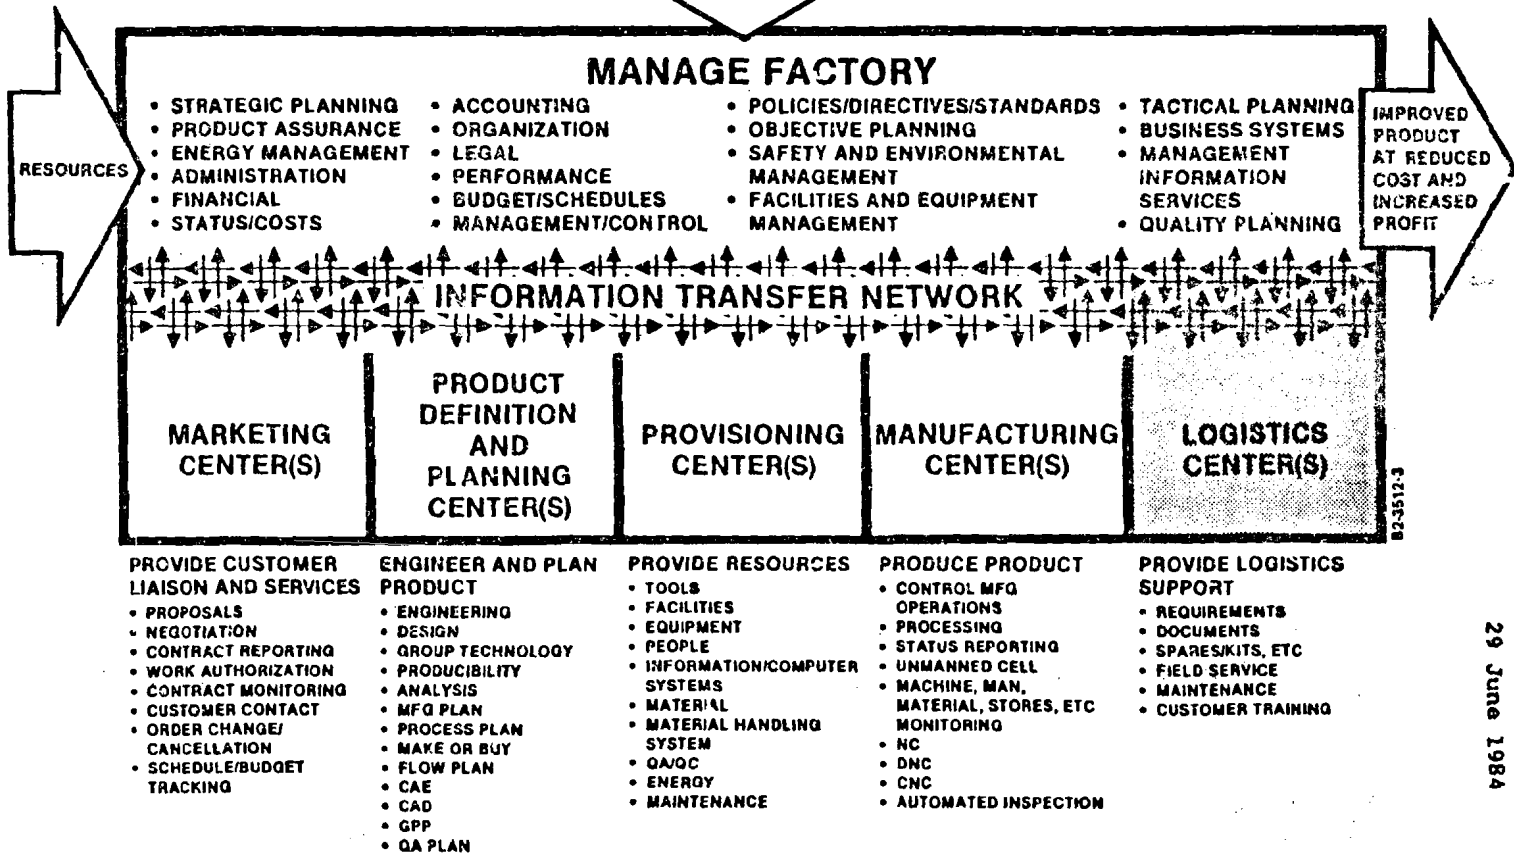 MANAGE FACTORY
• STRATEGIC PLANNING
• PRODUCT ASSURANCE
• ENERGY MANAGEMENT
• ADMINISTRATION
• FINANCIAL
• STATUS/COSTS
• ACCOUNTING
• ORGANIZATION
• LEGAL
• PERFORMANCE
• BUDGET/SCHEDULES
• MANAGEMENT/CONTROL
• POLICIES/DIRECTIVES/STANDARDS
• OBJECTIVE PLANNING
• SAFETY AND ENVIRONMENTAL
MANAGEMENT
• FACILITIES AND EQUIPMENT
MANAGEMENT
• TACTICAL PLANNING
• BUSINESS SYSTEMS
• MANAGEMENT
INFORMATION
SERVICES
• QUALITY PLANNING
RESOURCES
IMPROVED
PRODUCT
AT REDUCED
COST AND
INCREASED
PROFIT
INFORMATION TRANSFER NETWORK
MARKETING
CENTER(S)
PRODUCT
DEFINITION
AND
PLANNING
CENTER(S)
PROVISIONING
CENTER(S)
MANUFACTURING
CENTER(S)
LOGISTICS
CENTER(S)
B2-3512-3
PROVIDE CUSTOMER
LIAISON AND SERVICES
• PROPOSALS
• NEGOTIATION
• CONTRACT REPORTING
• WORK AUTHORIZATION
• CONTRACT MONITORING
• CUSTOMER CONTACT
• ORDER CHANGE/
CANCELLATION
• SCHEDULE/BUDGET
TRACKING
ENGINEER AND PLAN
PRODUCT
• ENGINEERING
• DESIGN
• GROUP TECHNOLOGY
• PRODUCIBILITY
• ANALYSIS
• MFG PLAN
• PROCESS PLAN
• MAKE OR BUY
• FLOW PLAN
• CAE
• CAD
• GPP
• QA PLAN
PROVIDE RESOURCES
• TOOLS
• FACILITIES
• EQUIPMENT
• PEOPLE
• INFORMATION/COMPUTER
SYSTEMS
• MATERIAL
• MATERIAL HANDLING
SYSTEM
• QA/QC
• ENERGY
• MAINTENANCE
PRODUCE PRODUCT
• CONTROL MFG
OPERATIONS
• PROCESSING
• STATUS REPORTING
• UNMANNED CELL
• MACHINE, MAN,
MATERIAL, STORES, ETC
MONITORING
• NC
• DNC
• CNC
• AUTOMATED INSPECTION
PROVIDE LOGISTICS
SUPPORT
• REQUIREMENTS
• DOCUMENTS
• SPARES/KITS, ETC
• FIELD SERVICE
• MAINTENANCE
• CUSTOMER TRAINING
29 June 1984